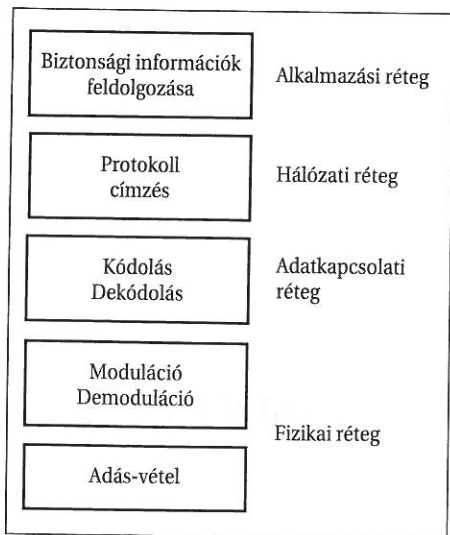 Biztonsági információk
feldolgozása
Alkalmazási réteg
Protokoll
címzés
Hálózati réteg
Kódolás
Dekódolás
Adatkapcsolati
réteg
Moduláció
Demoduláció
Fizikai réteg
Adás-vétel